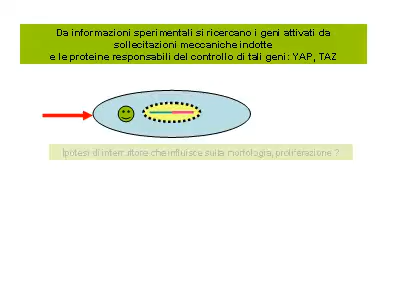 Da informazioni sperimentali si ricercano i geni attivati da
sollecitazioni meccaniche indotte
e le proteine responsabili del controllo di tali geni: YAP, TAZ
Ipotesi di interruttore che influisce sulla morfologia, proliferazione ?